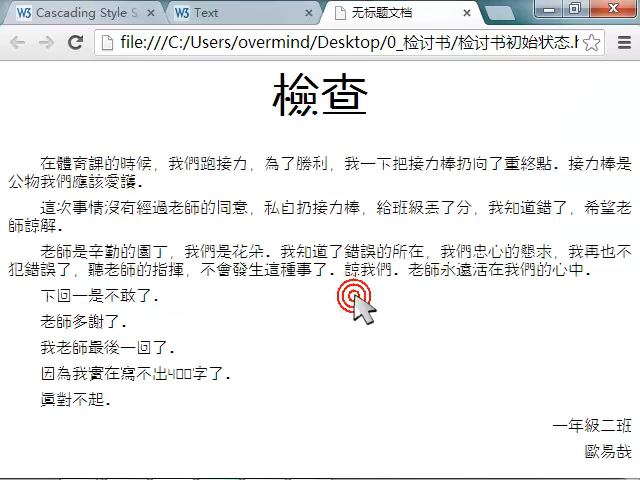 Cascading Style S
Text
无标题文档
file:///C:/Users/overmind/Desktop/0_检讨书/检讨书初始状态.h
檢查
在體育課的時候，我們跑接力，為了勝利，我一下把接力棒扔向了重終點．接力棒是
公物我們應該愛護．
這次事情沒有經過老師的同意，私自扔接力棒，給班級丟了分，我知道錯了，希望老
師諒解．
老師是辛勤的園丁，我們是花朵．我知道了錯誤的所在，我們忠心的懇求，我再也不
犯錯誤了，聽老師的指揮，不會發生這種事了．諒我們．老師永遠活在我們的心中．
下回一是不敢了．
老師多謝了．
我老師最後一回了．
因為我實在寫不出400字了．
真對不起．
一年級二班
歐易哉